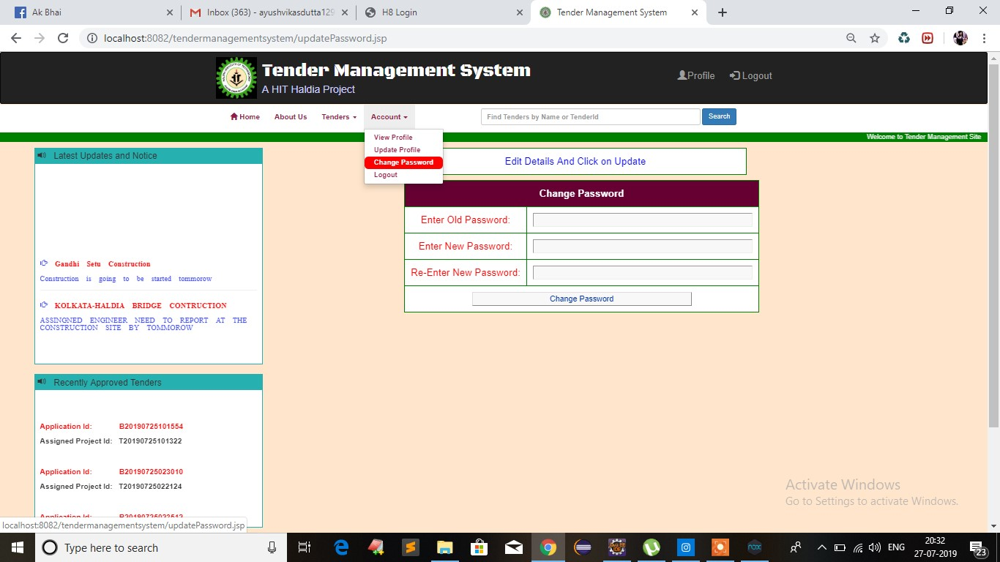 Ak Bhai
Inbox (363) - ayushvikasdutta129
H8 Login
Tender Management System
localhost:8082/tendermanagementsystem/updatePassword.jsp
Tender Management System
A HIT Haldia Project
Profile
Logout
Home
About Us
Tenders
Account
Find Tenders by Name or TenderId
Search
View Profile
Update Profile
Change Password
Logout
Welcome to Tender Management Site
Latest Updates and Notice
Gandhi Setu Construction
Construction is going to be started tommorow
KOLKATA-HALDIA BRIDGE CONTRUCTION
ASSINGNED ENGINEER NEED TO REPORT AT THE
CONSTRUCTION SITE BY TOMMOROW
Edit Details And Click on Update
Change Password
Enter Old Password:
Enter New Password:
Re-Enter New Password:
Change Password
Recently Approved Tenders
Application Id: B20190725101554
Assigned Project Id: T20190725101322
Application Id: B20190725023010
Assigned Project Id: T20190725022124
Activate Windows
Go to Settings to activate Windows.
localhost:8082/tendermanagementsystem/updatePassword.jsp
Type here to search
ENG
20:32
27-07-2019
23